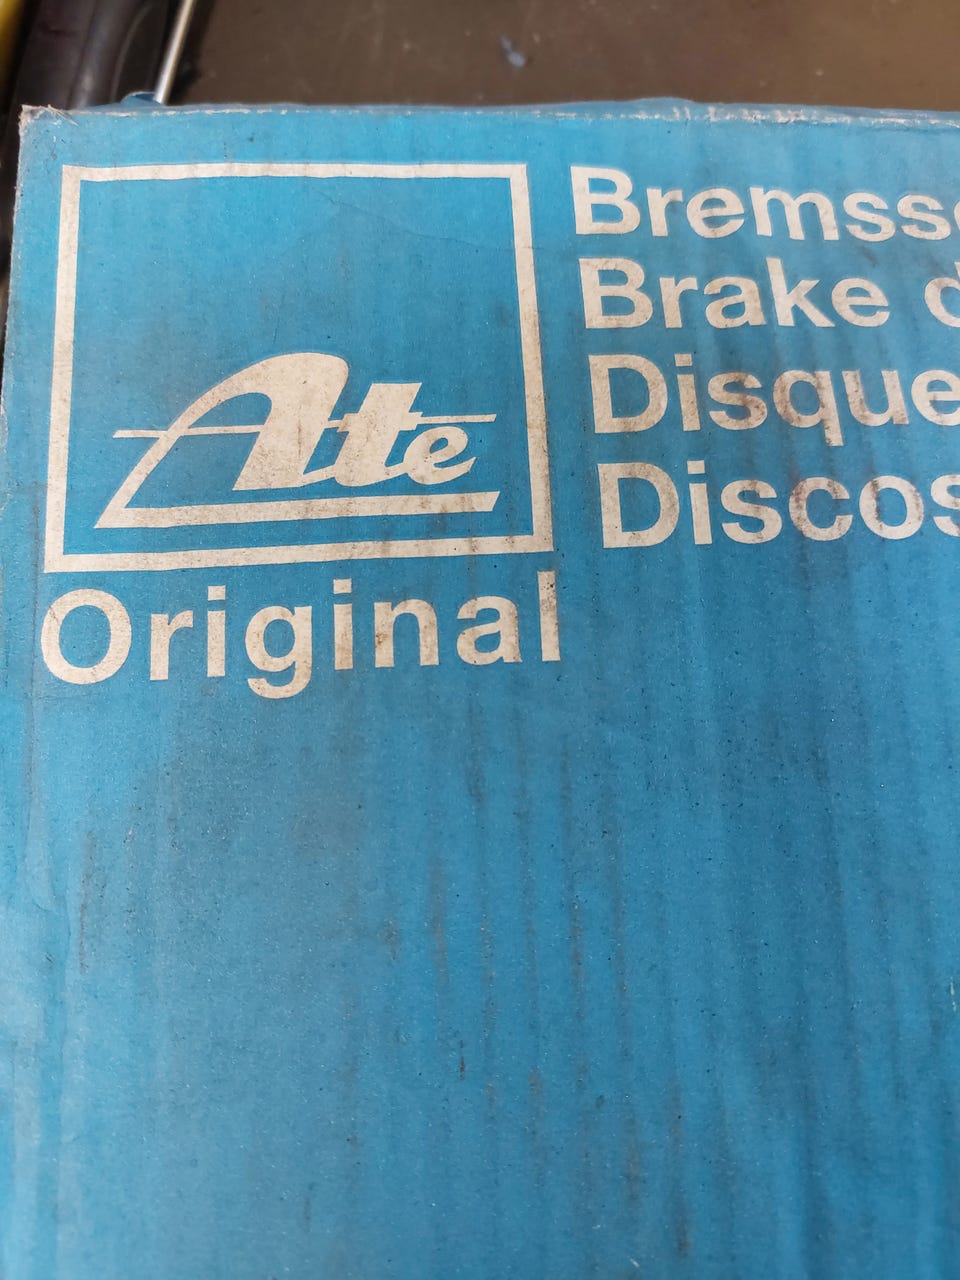 Ate
Original
Bremss
Brake
Disque
Discos